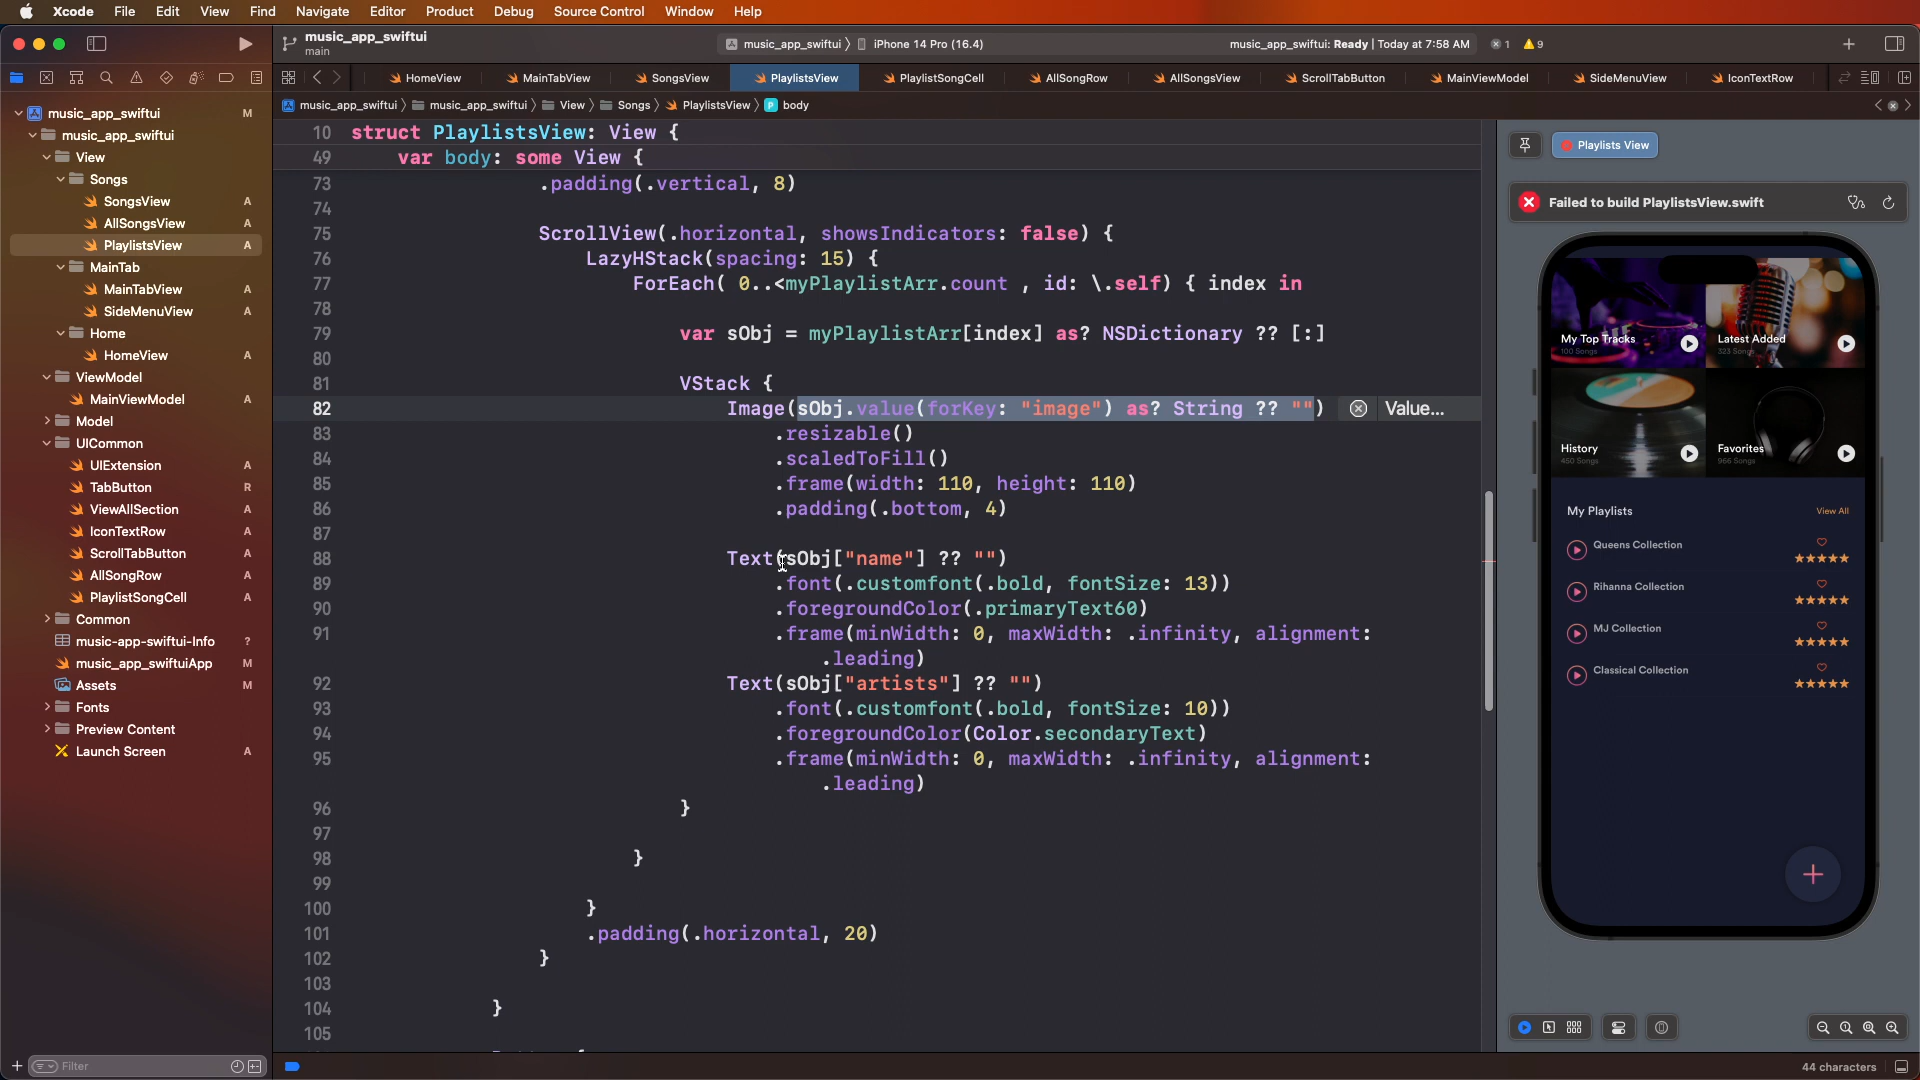 Xcode File Edit View Find Navigate Editor Product Debug Source Control Window Help
music_app_swiftui
main
music_app_swiftui 〉 iPhone 14 Pro (16.4)
music_app_swiftui: Ready | Today at 7:58 AM
1 9
HomeView MainTabView SongsView PlaylistsView PlaylistSongCell AllSongRow AllSongsView ScrollTabButton MainViewModel SideMenuView IconTextRow
music_app_swiftui 〉 music_app_swiftui 〉 View 〉 Songs 〉 PlaylistsView 〉 P body
music_app_swiftui M
music_app_swiftui
View
Songs
SongsView A
AllSongsView A
PlaylistsView A
MainTab
MainTabView A
SideMenuView A
Home
HomeView A
ViewModel
MainViewModel A
Model
UICommon
UIExtension A
TabButton R
ViewAllSection A
IconTextRow A
ScrollTabButton A
AllSongRow A
PlaylistSongCell A
Common
music-app-swiftui-Info ?
music_app_swiftuiApp M
Assets M
Fonts
Preview Content
Launch Screen A
Filter
10 struct PlaylistsView: View {
49 var body: some View {
73 .padding(.vertical, 8)
74
75 ScrollView(.horizontal, showsIndicators: false) {
76 LazyHStack(spacing: 15) {
77 ForEach( 0..<myPlaylistArr.count , id: \.self) { index in
78
79 var sObj = myPlaylistArr[index] as? NSDictionary ?? [:]
80
81 VStack {
82 Image(sObj.value(forKey: "image") as? String ?? "") Value...
83 .resizable()
84 .scaledToFill()
85 .frame(width: 110, height: 110)
86 .padding(.bottom, 4)
87
88 Text(sObj["name"] ?? "")
89 .font(.customfont(.bold, fontSize: 13))
90 .foregroundColor(.primaryText60)
91 .frame(minWidth: 0, maxWidth: .infinity, alignment:
.leading)
92 Text(sObj["artists"] ?? "")
93 .font(.customfont(.bold, fontSize: 10))
94 .foregroundColor(Color.secondaryText)
95 .frame(minWidth: 0, maxWidth: .infinity, alignment:
.leading)
96 }
97
98 }
99
100 }
101 .padding(.horizontal, 20)
102 }
103
104 }
105
Playlists View
Failed to build PlaylistsView.swift
My Top Tracks
100 Songs
Latest Added
323 Songs
History
450 Songs
Favorites
966 Songs
My Playlists View All
Queens Collection
Rihanna Collection
MJ Collection
Classical Collection
44 characters